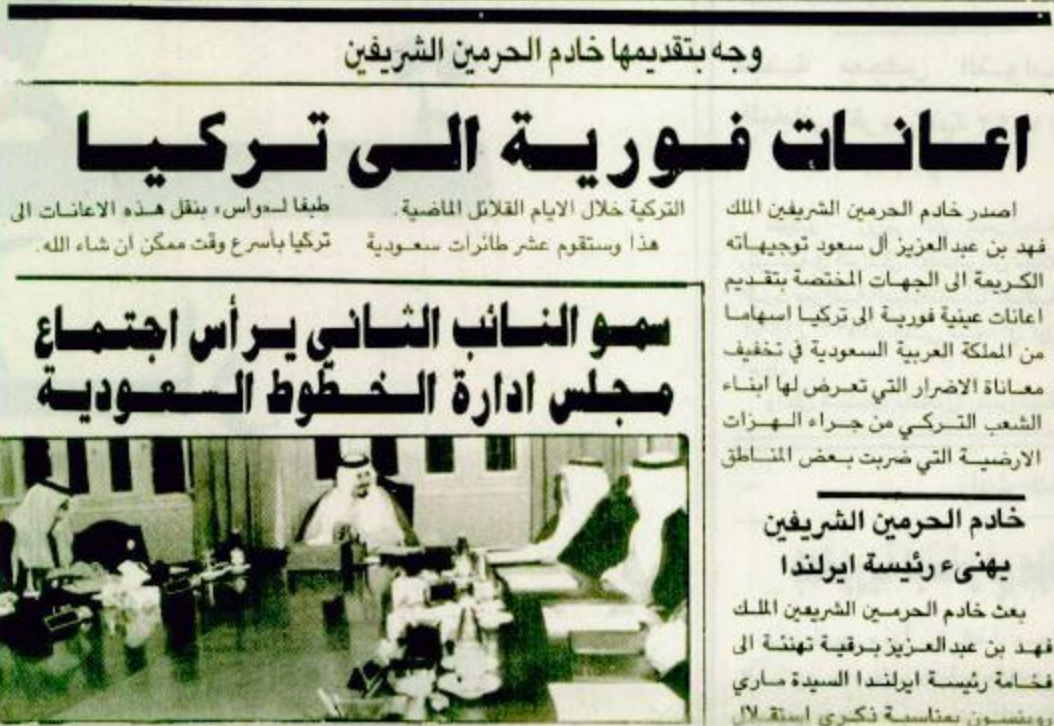 وجه بتقديمها خادم الحرمين الشريفين
اعانات فورية الى تركيا
اصدر خادم الحرمين الشريفين الملك
فهد بن عبدالعزيز آل سعود توجيهاته
الكريمة الى الجهات المختصة بتقديم
اعانات عينية فورية الى تركيا اسهاما
من المملكة العربية السعودية في تخفيف
معاناة الاضرار التي تعرض لها ابناء
الشعب التركي من جراء الهزات
الارضية التي ضربت بعض المناطق
التركية خلال الايام القلائل الماضية.
هذا وستقوم عشر طائرات سعودية
طبقا لـ«واس» بنقل هذه الاعانات الى
تركيا بأسرع وقت ممكن ان شاء الله.
سمو النائب الثاني يرأس اجتماع
مجلس ادارة الخطوط السعودية
خادم الحرمين الشريفين
يهنىء رئيسة ايرلندا
بعث خادم الحرمين الشريفين الملك
فهد بن عبدالعزيز برقية تهنئة الى
فخامة رئيسة ايرلندا السيدة ماري
روبنسون بمناسبة ذكرى استقلال